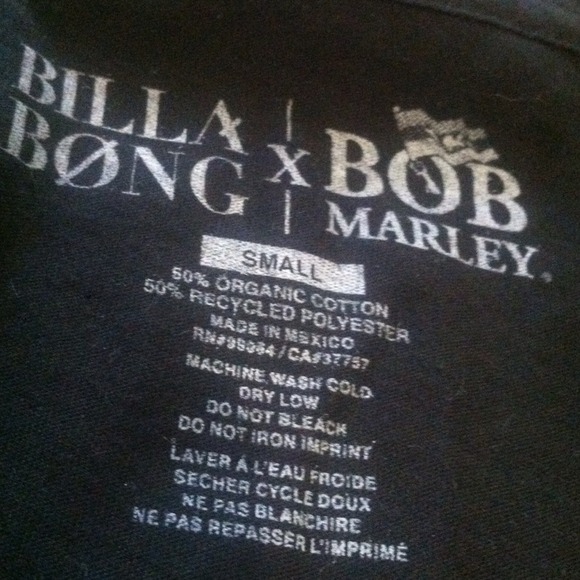 BILLA
BØNG
X
BOB
MARLEY
SMALL
50% ORGANIC COTTON
50% RECYCLED POLYESTER
MADE IN MEXICO
MACHINE WASH COLD
DRY LOW
DO NOT BLEACH
DO NOT IRON IMPRINT
LAVER À L'EAU FROIDE
SECHER CYCLE DOUX
NE PAS BLANCHIRE
NE PAS REPASSER L'IMPRIMÉ